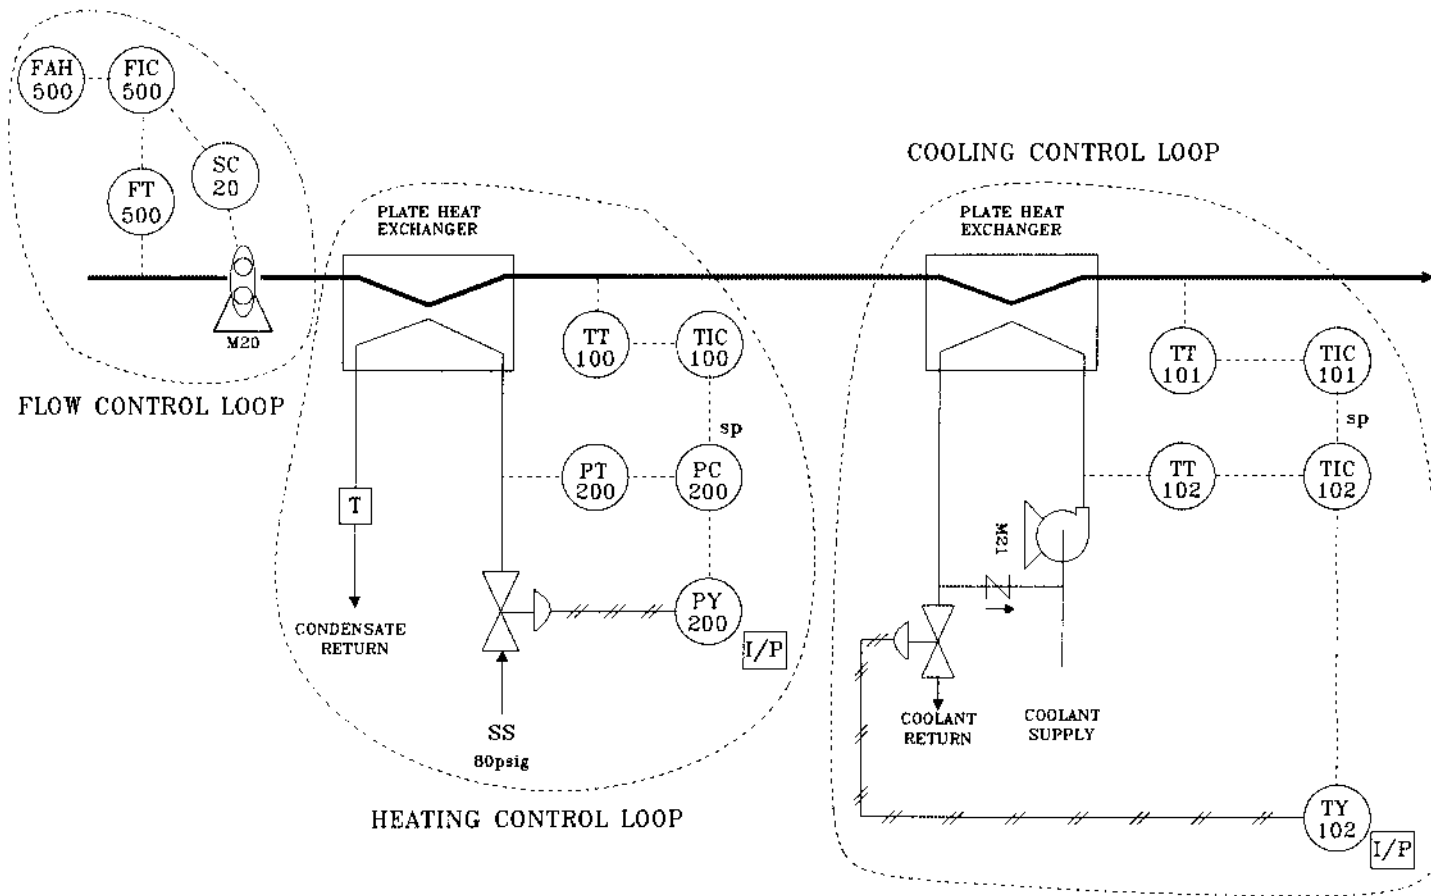 FAH
500
FIC
500
SC
20
FT
500
M20
FLOW CONTROL LOOP
PLATE HEAT
EXCHANGER
TT
100
TIC
100
sp
PT
200
PC
200
T
CONDENSATE
RETURN
PY
200
I/P
SS
80psig
HEATING CONTROL LOOP
COOLING CONTROL LOOP
PLATE HEAT
EXCHANGER
TT
101
TIC
101
sp
TT
102
TIC
102
M21
COOLANT
RETURN
COOLANT
SUPPLY
TY
102
I/P